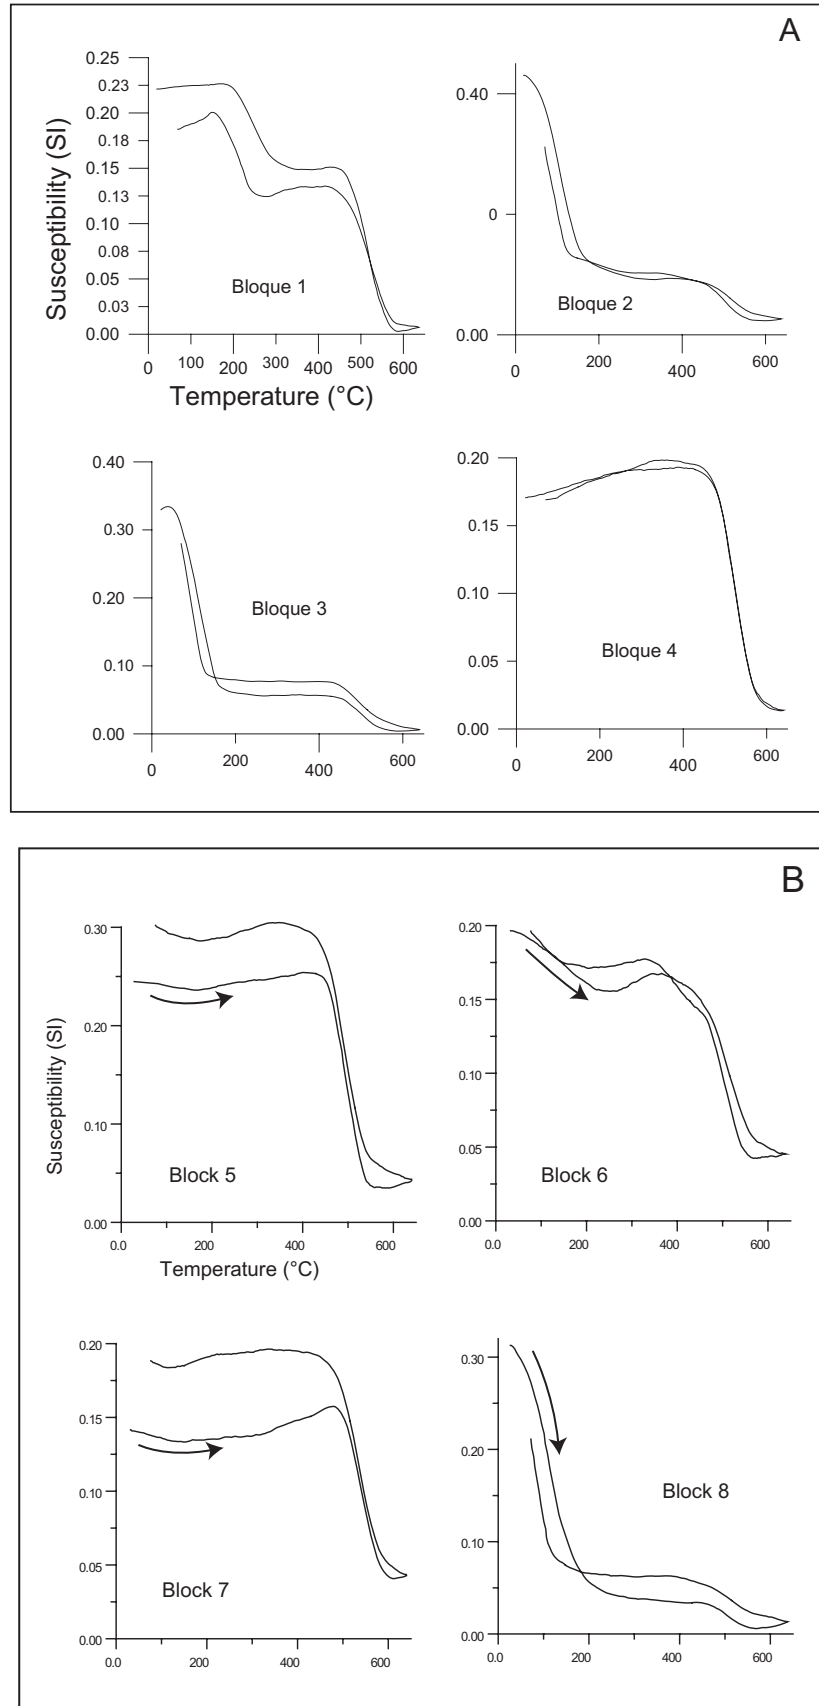 A
0.25
0.23
0.20
0.18
0.15
0.13
0.10
0.08
0.05
0.03
0.00
Susceptibility (SI)
Bloque 1
0 100 200 300 400 500 600
Temperature (°C)
0.40
0
0.00
Bloque 2
0 200 400 600
0.40
0.30
0.20
0.10
0.00
Bloque 3
0 200 400 600
0.20
0.15
0.10
0.05
0.00
Bloque 4
0 200 400 600
B
0.30
0.20
0.10
0.00
Susceptibility (SI)
Block 5
0.0 200 400 600
Temperature (°C)
0.20
0.15
0.10
0.05
0.00
Block 6
0.0 200 400 600
0.20
0.15
0.10
0.05
0.00
Block 7
0.0 200 400 600
0.30
0.20
0.10
0.00
Block 8
0.0 200 400 600